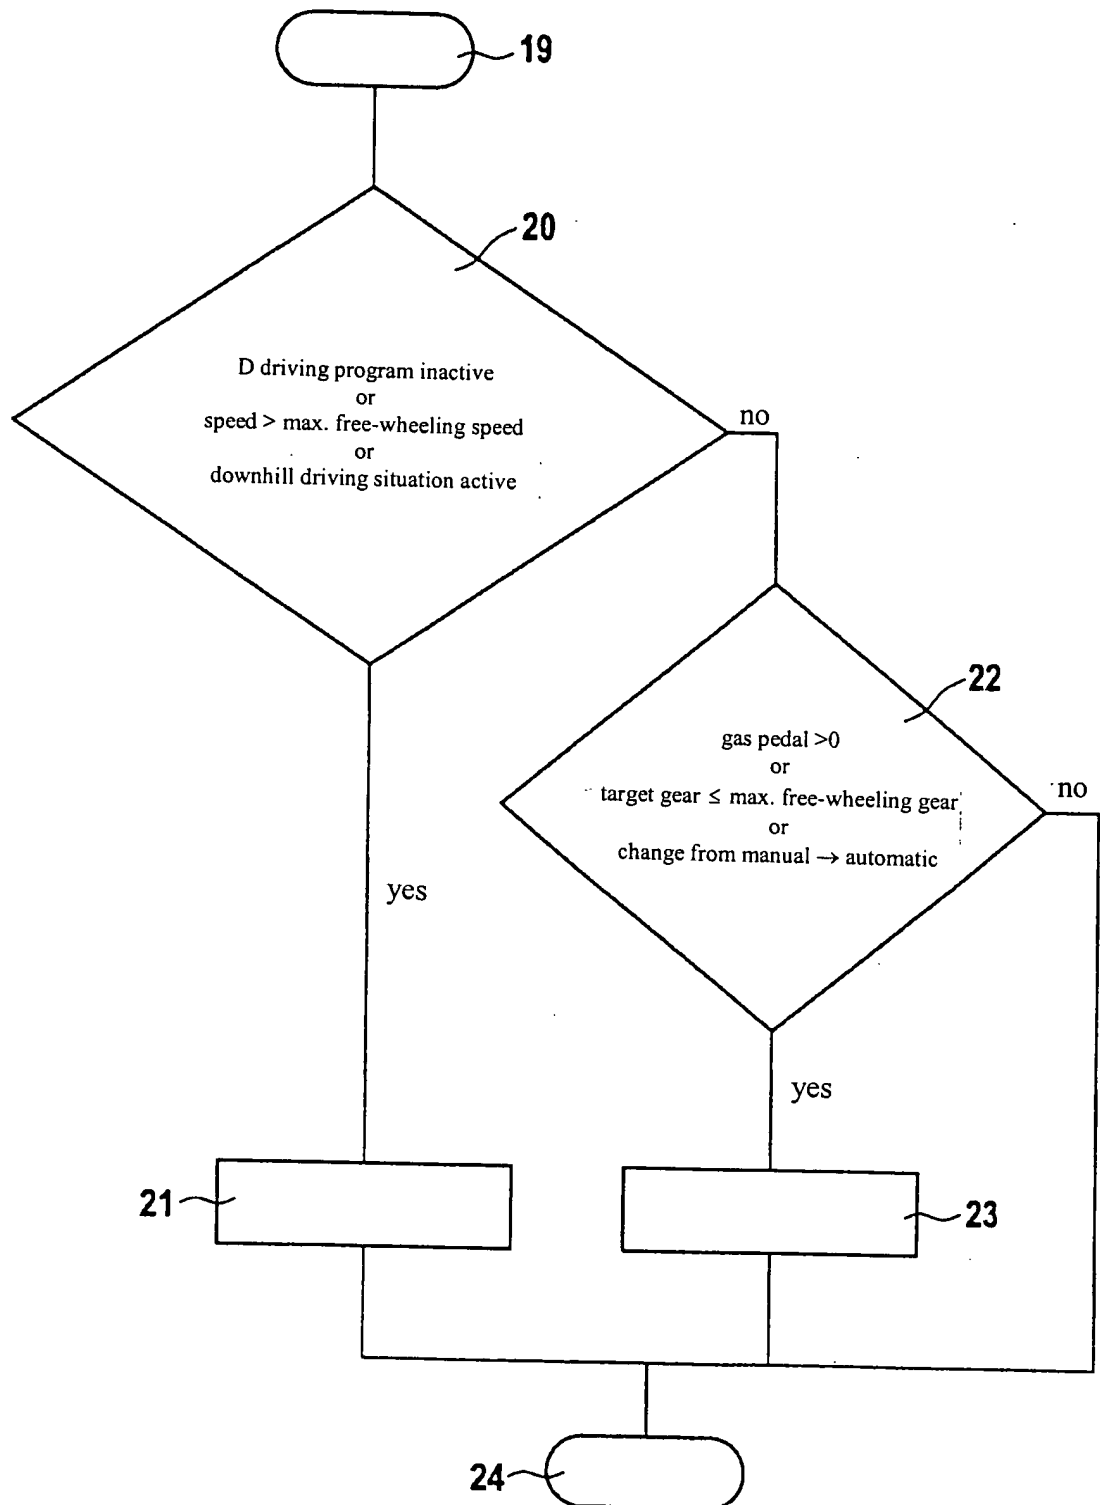 19
20
D driving program inactive
or
speed > max. free-wheeling speed
or
downhill driving situation active
no
22
gas pedal >0
or
target gear ≤ max. free-wheeling gear
or
change from manual → automatic
no
yes
yes
21
23
24